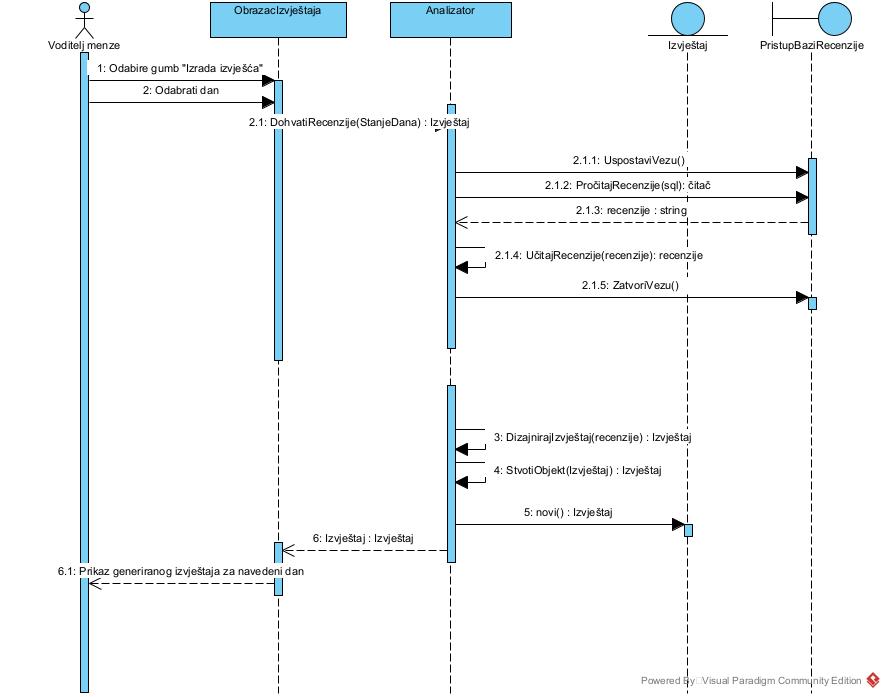 ObrazacIzvještaja
Analizator
Voditelj menze
Izvještaj
PristupBaziRecenzije
1: Odabire gumb "Izrada izvješća"
2: Odabrati dan
2.1: DohvatiRecenzije(StanjeDana) : Izvještaj
2.1.1: UspostaviVezu()
2.1.2: PročitajRecenzije(sql): čitač
2.1.3: recenzije : string
2.1.4: UčitajRecenzije(recenzije): recenzije
2.1.5: ZatvoriVezu()
3: DizajnirajIzvještaj(recenzije) : Izvještaj
4: StvotiObjekt(Izvještaj) : Izvještaj
5: novi() : Izvještaj
6: Izvještaj : Izvještaj
6.1: Prikaz generiranog izvještaja za navedeni dan
Powered By Visual Paradigm Community Edition